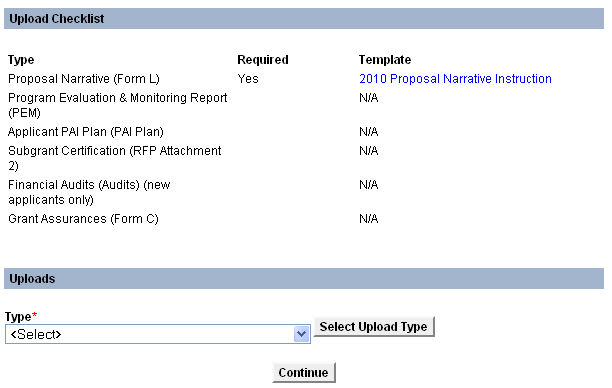 Upload Checklist
Type Required Template
Proposal Narrative (Form L) Yes 2010 Proposal Narrative Instruction
Program Evaluation & Monitoring Report N/A
(PEM)
Applicant PAI Plan (PAI Plan) N/A
Subgrant Certification (RFP Attachment N/A
2)
Financial Audits (Audits) (new N/A
applicants only)
Grant Assurances (Form C) N/A
Uploads
Type*
<Select> Select Upload Type
Continue